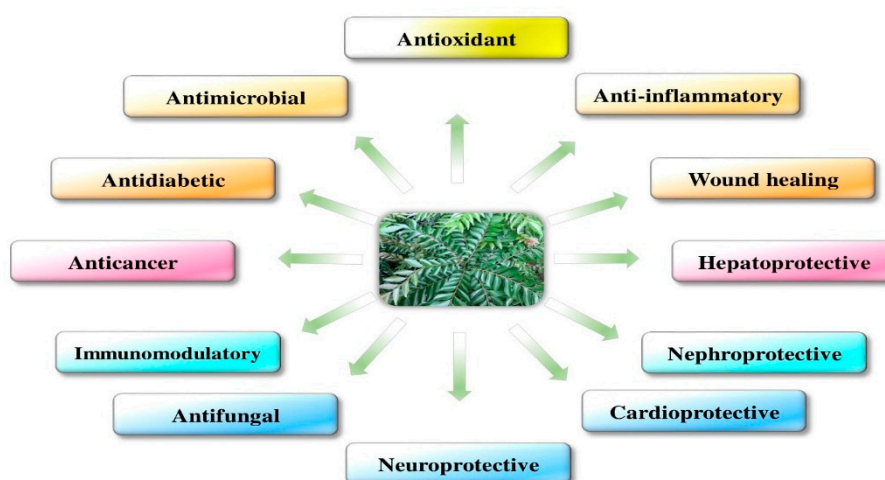 Antioxidant
Antimicrobial
Anti-inflammatory
Antidiabetic
Wound healing
Anticancer
Hepatoprotective
Immunomodulatory
Nephroprotective
Antifungal
Cardioprotective
Neuroprotective